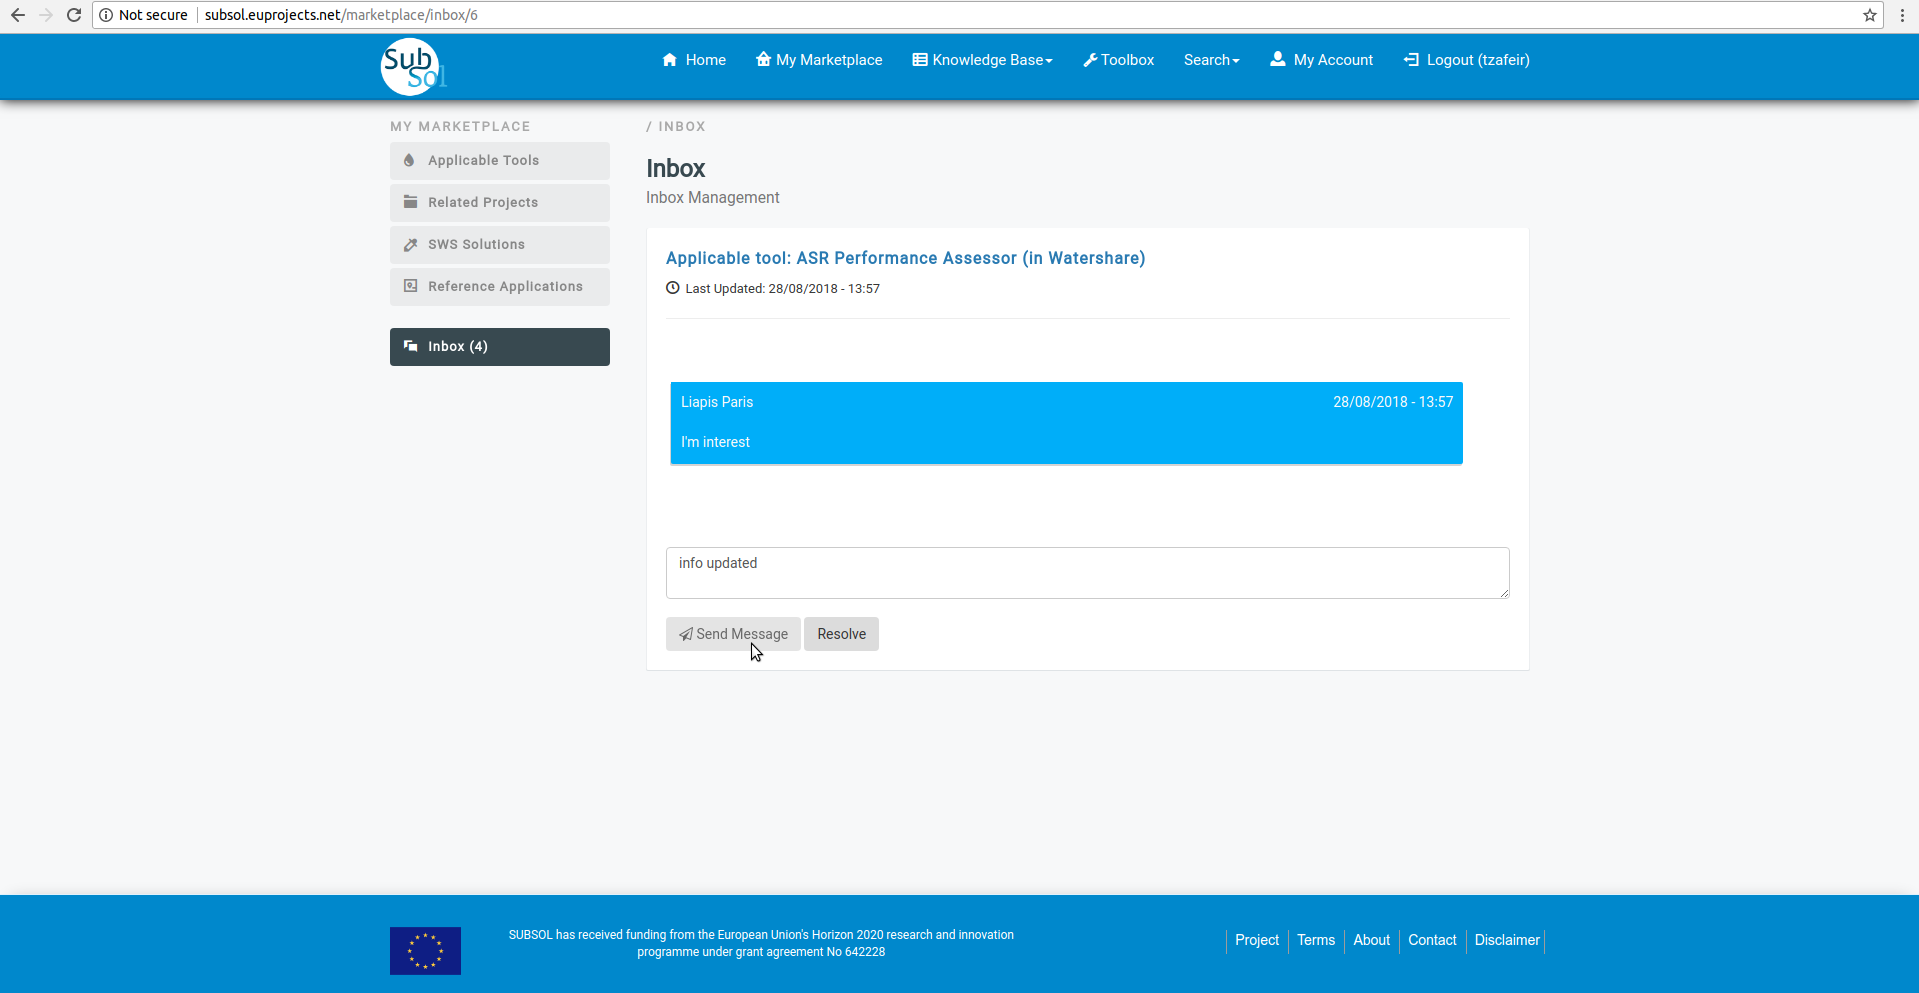 Not secure subsol.euprojects.net/marketplace/inbox/6
Sub
Sol
Home My Marketplace Knowledge Base Toolbox Search My Account Logout (tzafeir)
MY MARKETPLACE
Applicable Tools
Related Projects
SWS Solutions
Reference Applications
Inbox (4)
/ INBOX
Inbox
Inbox Management
Applicable tool: ASR Performance Assessor (in Watershare)
Last Updated: 28/08/2018 - 13:57
Liapis Paris 28/08/2018 - 13:57
I'm interest
info updated
Send Message Resolve
SUBSOL has received funding from the European Union's Horizon 2020 research and innovation
programme under grant agreement No 642228
Project Terms About Contact Disclaimer